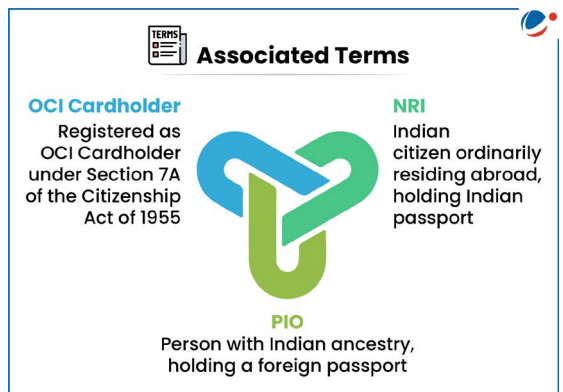 TERMS
Associated Terms
OCI Cardholder
Registered as
OCI Cardholder
under Section 7A
of the Citizenship
Act of 1955
NRI
Indian
citizen ordinarily
residing abroad,
holding Indian
passport
PIO
Person with Indian ancestry,
holding a foreign passport